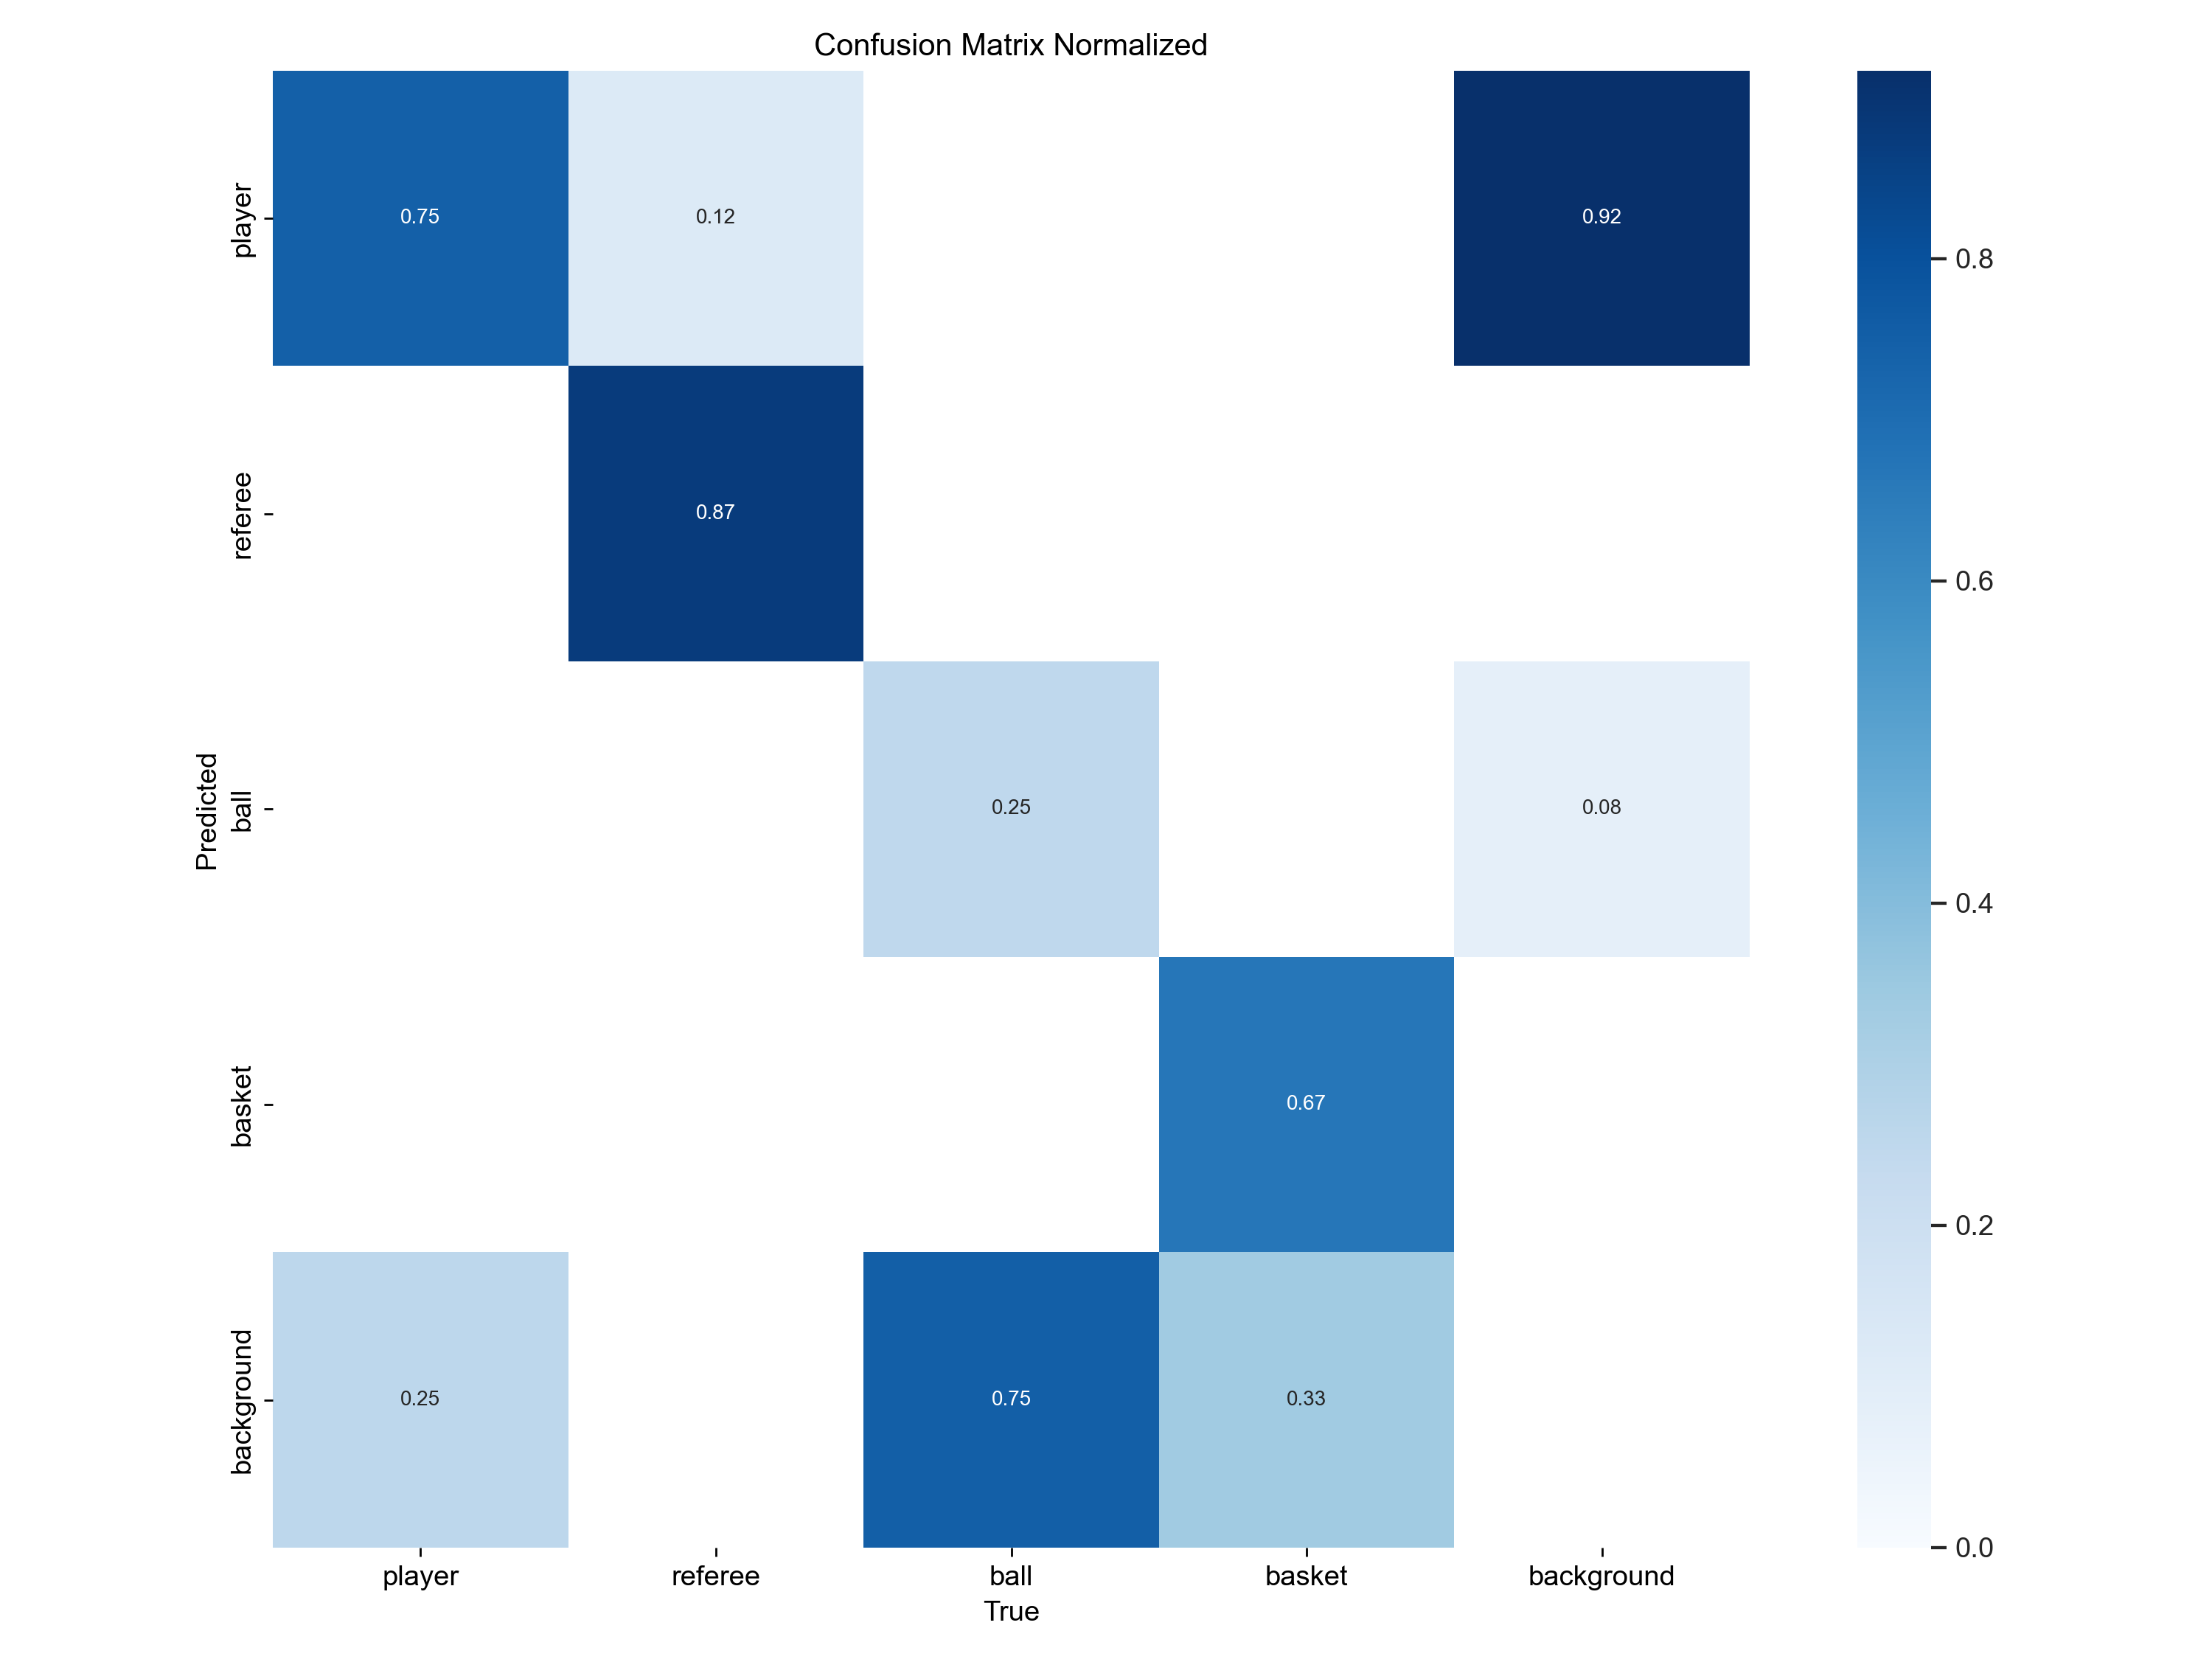 Confusion Matrix Normalized
player
0.75
0.12
0.92
0.8
referee
0.87
0.6
Predicted
ball
0.25
0.08
0.4
basket
0.67
0.2
background
0.25
0.75
0.33
0.0
player
referee
ball
basket
background
True